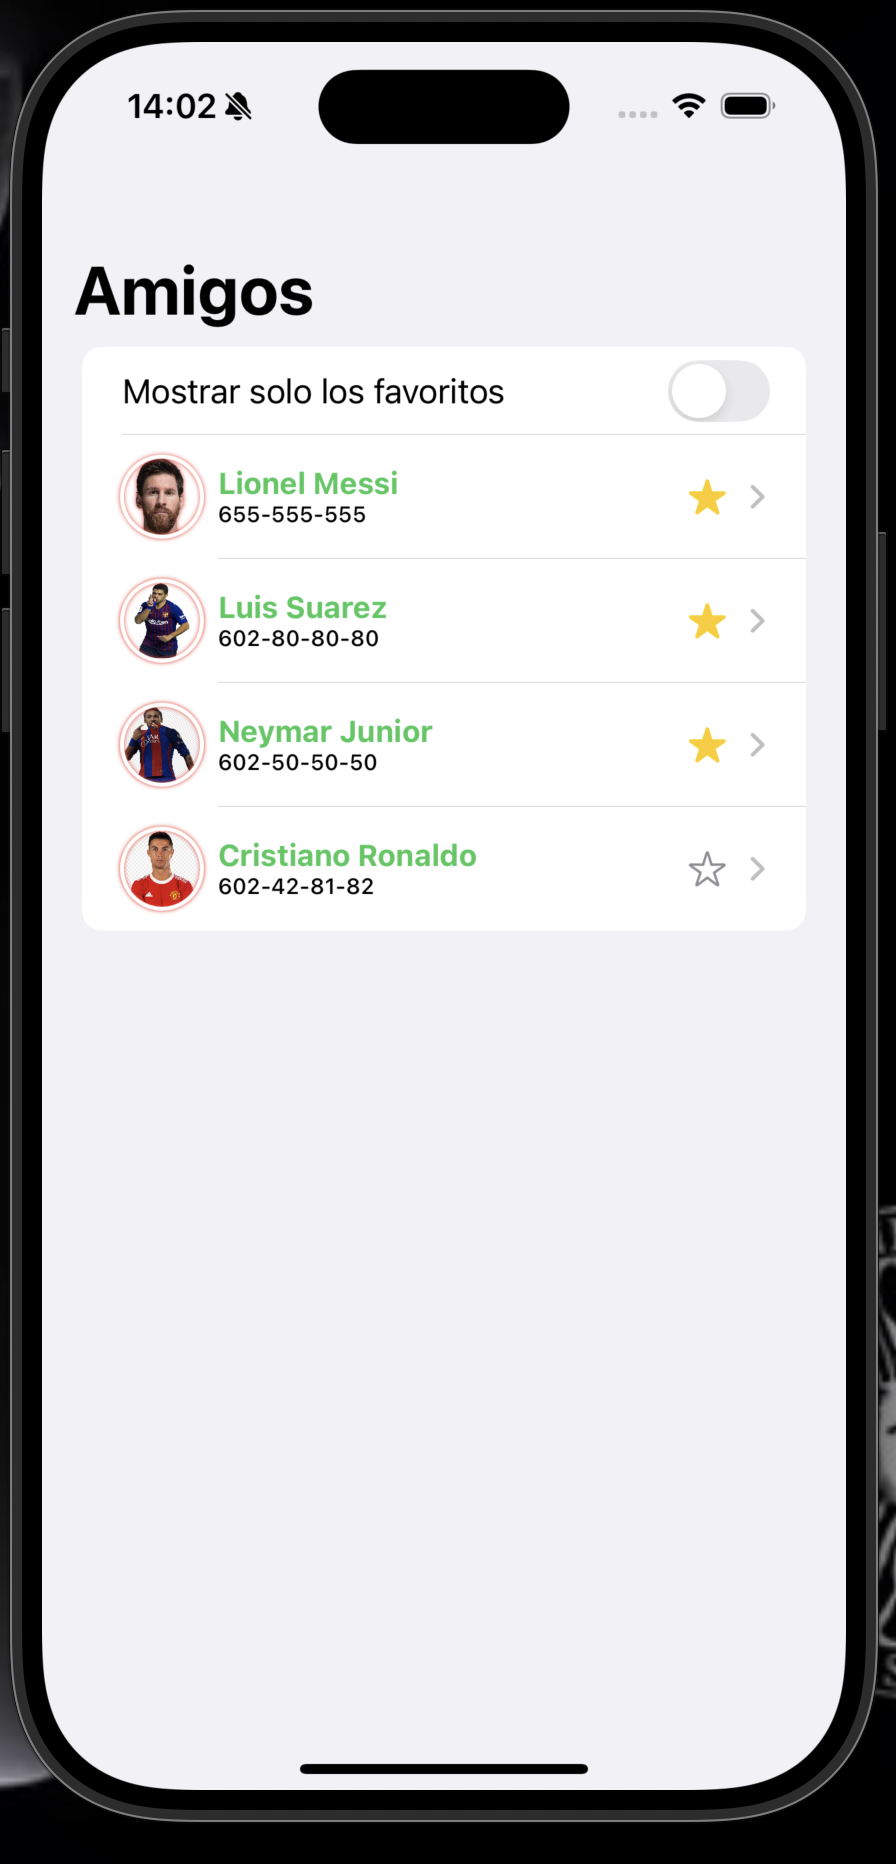 14:02
Amigos
Mostrar solo los favoritos
Lionel Messi
655-555-555
Luis Suarez
602-80-80-80
Neymar Junior
602-50-50-50
Cristiano Ronaldo
602-42-81-82